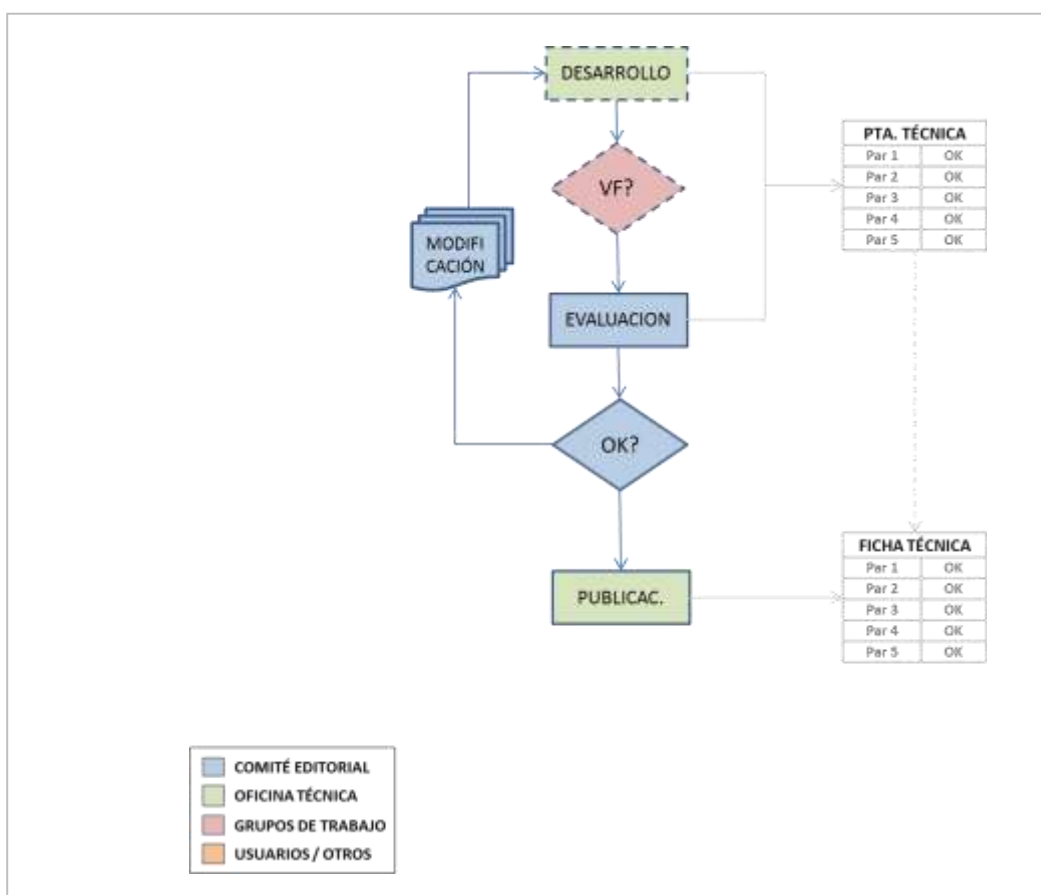 DESARROLLO
VF?
MODIFI
CACIÓN
EVALUACION
OK?
PUBLICAC.
PTA. TÉCNICA
Par 1 OK
Par 2 OK
Par 3 OK
Par 4 OK
Par 5 OK
FICHA TÉCNICA
Par 1 OK
Par 2 OK
Par 3 OK
Par 4 OK
Par 5 OK
COMITÉ EDITORIAL
OFICINA TÉCNICA
GRUPOS DE TRABAJO
USUARIOS / OTROS